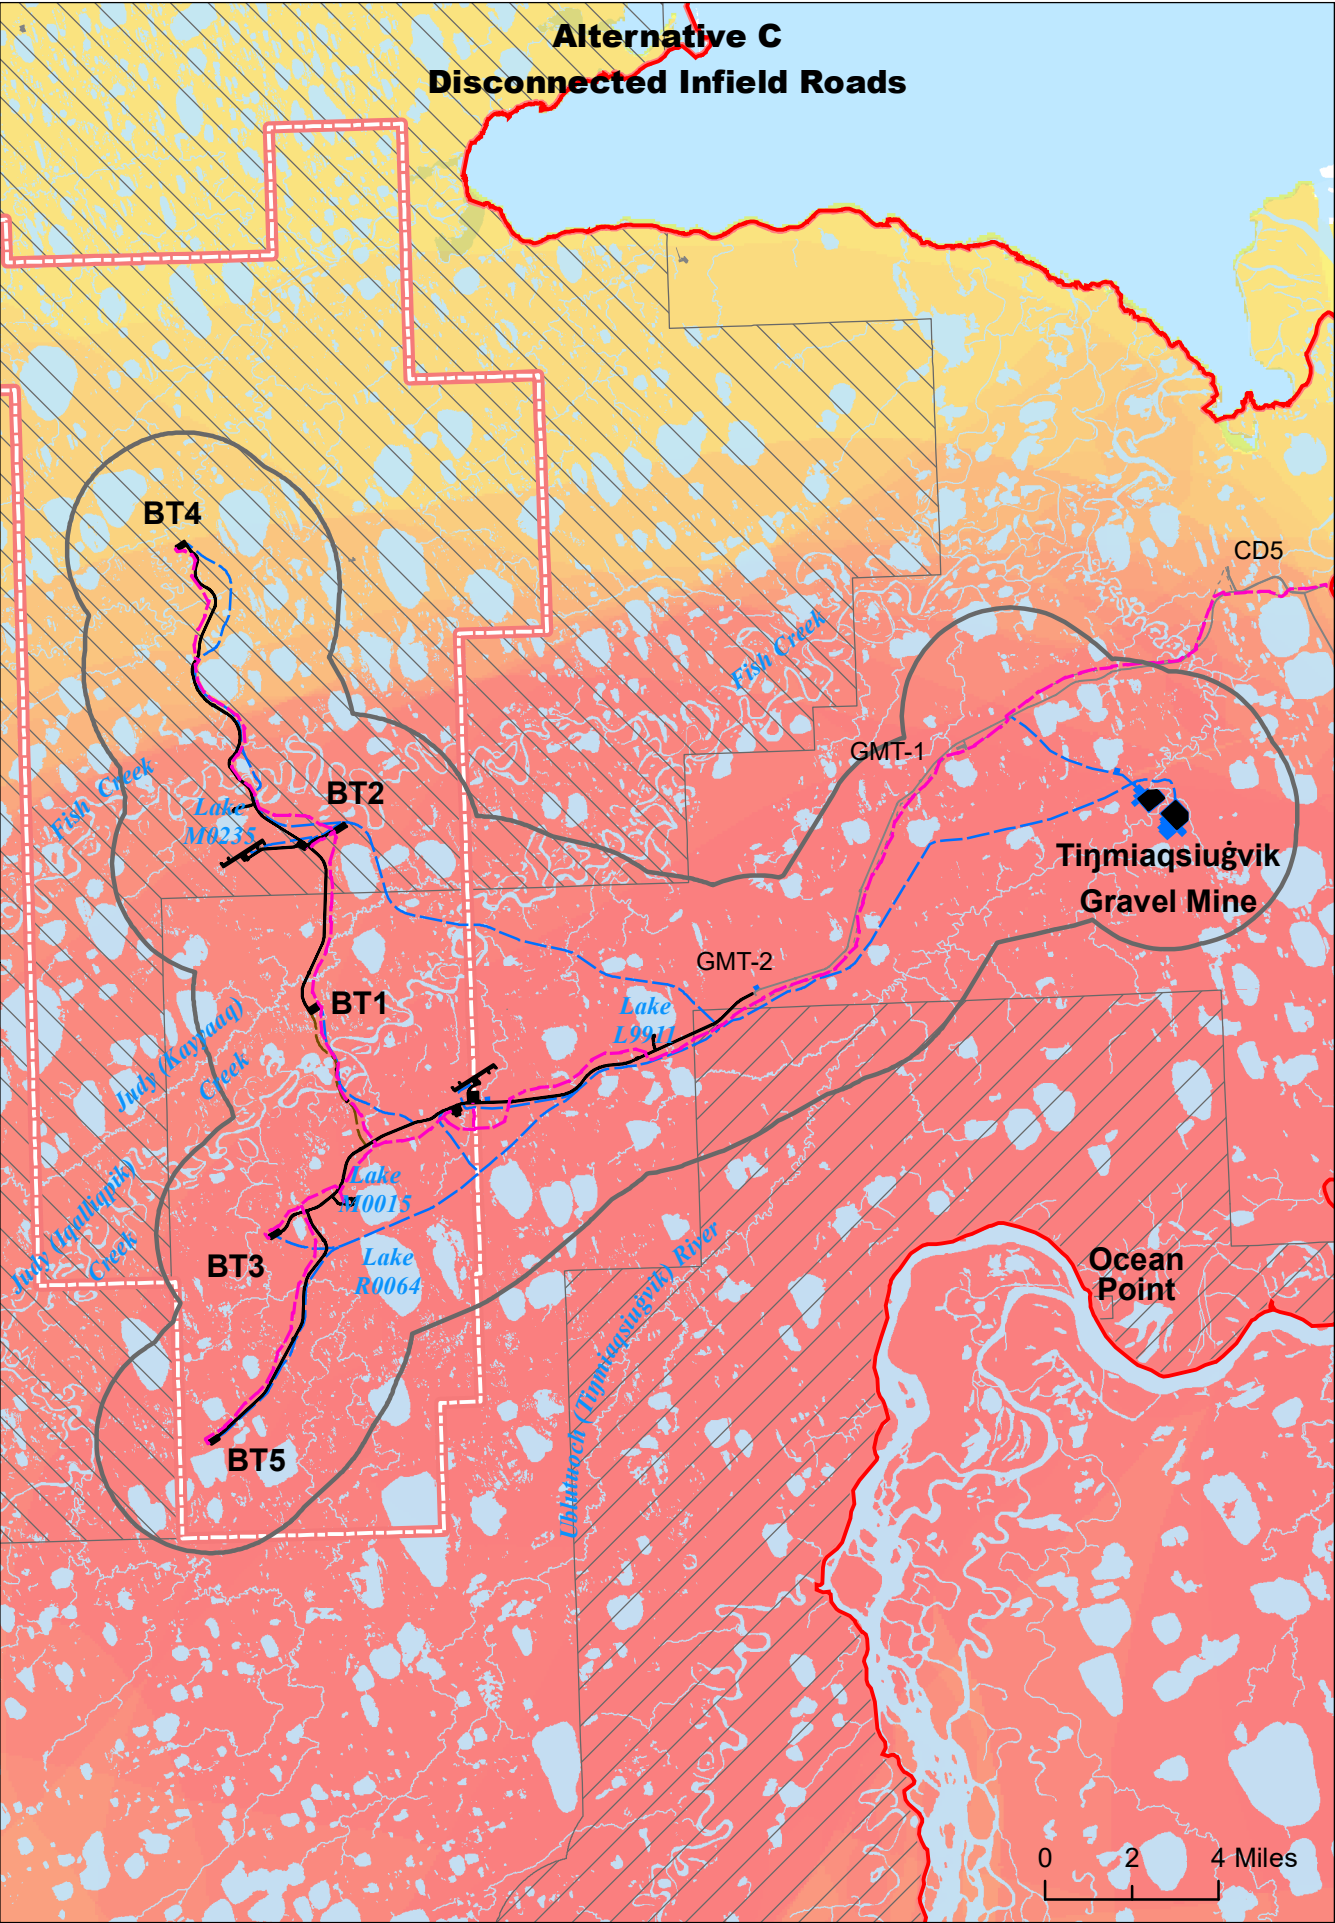 Alternative C
Disconnected Infield Roads
BT4
CD5
Fish Creek
GMT-1
Fish Creek
BT2
Lake
M0235
Tiŋmiaqsiuġvik
Gravel Mine
GMT-2
BT1
Lake
L9911
Judy (Kayyaaq)
Creek
Lake
M0015
Judy (Iqalliqpik)
Creek
BT3
Lake
R0064
Ublutuoch (Tiŋmiaqsiuġvik) River
Ocean
Point
BT5
0 2 4 Miles